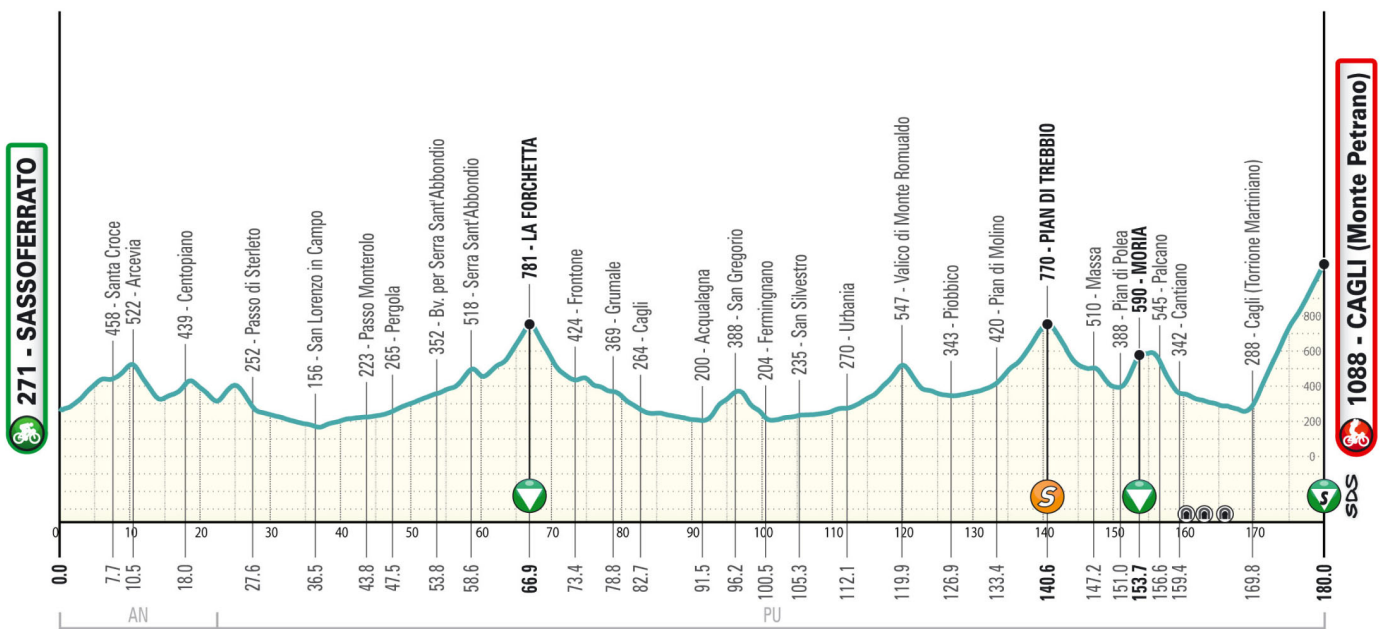 271 - SASSOFERRATO
458 - Santa Croce
522 - Arcevia
439 - Centopiano
252 - Passo di Sterleto
156 - San Lorenzo in Campo
223 - Passo Monterolo
265 - Pergola
352 - Bv. per Serra Sant'Abbondio
518 - Serra Sant'Abbondio
781 - LA FORCHETTA
424 - Frontone
369 - Grumale
264 - Cagli
200 - Acqualagna
388 - San Gregorio
204 - Fermingnano
235 - San Silvestro
270 - Urbania
547 - Valico di Monte Romualdo
343 - Piobbico
420 - Pian di Molino
770 - PIAN DI TREBBIO
510 - Massa
388 - Pian di Polea
590 - MORIA
545 - Palcano
342 - Cantiano
288 - Cagli (Torrione Martiniano)
1088 - CAGLI (Monte Petrano)
800
600
400
200
0
S
S
SDS
0
10
20
30
40
50
60
70
80
90
100
110
120
130
140
150
160
170
0.0
7.7
10.5
18.0
27.6
36.5
43.8
47.5
53.8
58.6
66.9
73.4
78.8
82.7
91.5
96.2
100.5
105.3
112.1
119.9
126.9
133.4
140.6
147.2
151.0
153.7
156.6
159.4
169.8
180.0
AN
PU